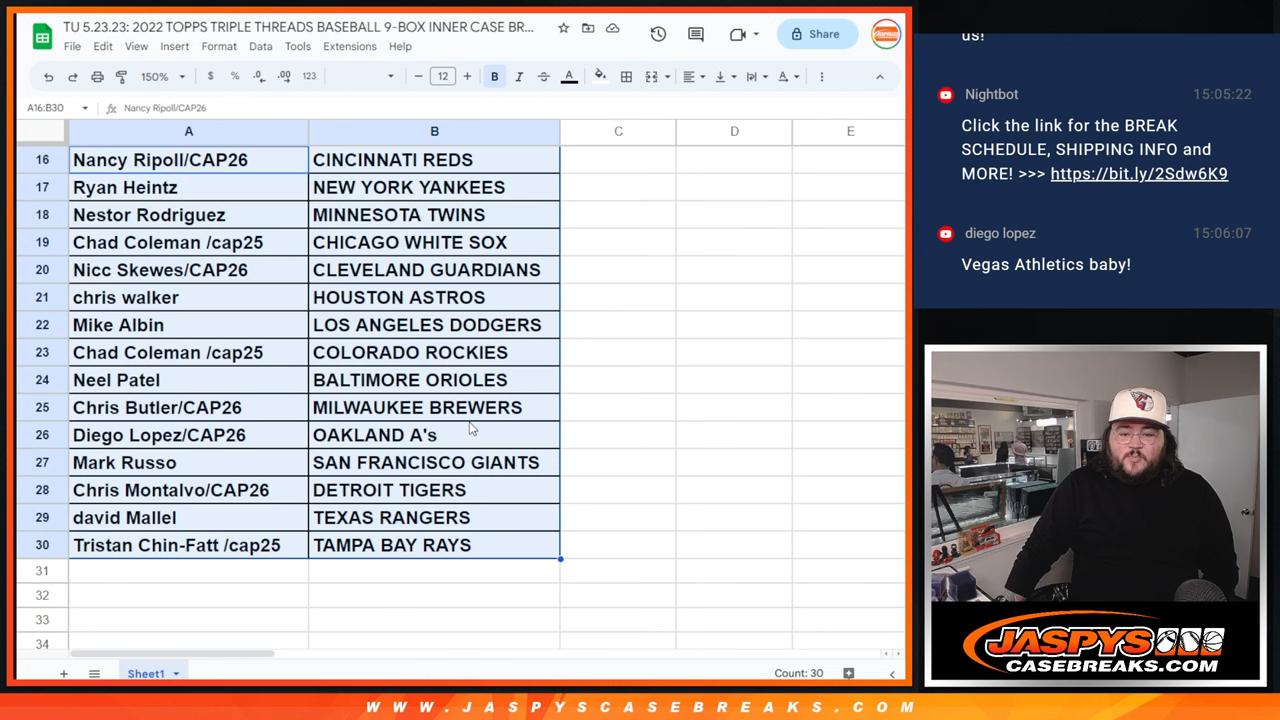 TU 5.23.23: 2022 TOPPS TRIPLE THREADS BASEBALL 9-BOX INNER CASE BR...
File Edit View Insert Format Data Tools Extensions Help
Share
150% $ % .0 .00 123 12 B I A
A16:B30 fx Nancy Ripoll/CAP26
A B C D E
16 Nancy Ripoll/CAP26 CINCINNATI REDS
17 Ryan Heintz NEW YORK YANKEES
18 Nestor Rodriguez MINNESOTA TWINS
19 Chad Coleman /cap25 CHICAGO WHITE SOX
20 Nicc Skewes/CAP26 CLEVELAND GUARDIANS
21 chris walker HOUSTON ASTROS
22 Mike Albin LOS ANGELES DODGERS
23 Chad Coleman /cap25 COLORADO ROCKIES
24 Neel Patel BALTIMORE ORIOLES
25 Chris Butler/CAP26 MILWAUKEE BREWERS
26 Diego Lopez/CAP26 OAKLAND A's
27 Mark Russo SAN FRANCISCO GIANTS
28 Chris Montalvo/CAP26 DETROIT TIGERS
29 david Mallel TEXAS RANGERS
30 Tristan Chin-Fatt /cap25 TAMPA BAY RAYS
31
32
33
34
Sheet1
Count: 30
us!
Nightbot 15:05:22
Click the link for the BREAK
SCHEDULE, SHIPPING INFO and
MORE! >>> https://bit.ly/2Sdw6K9
diego lopez 15:06:07
Vegas Athletics baby!
JASPYS
CASEBREAKS.COM
WWW.JASPYSCASEBREAKS.COM